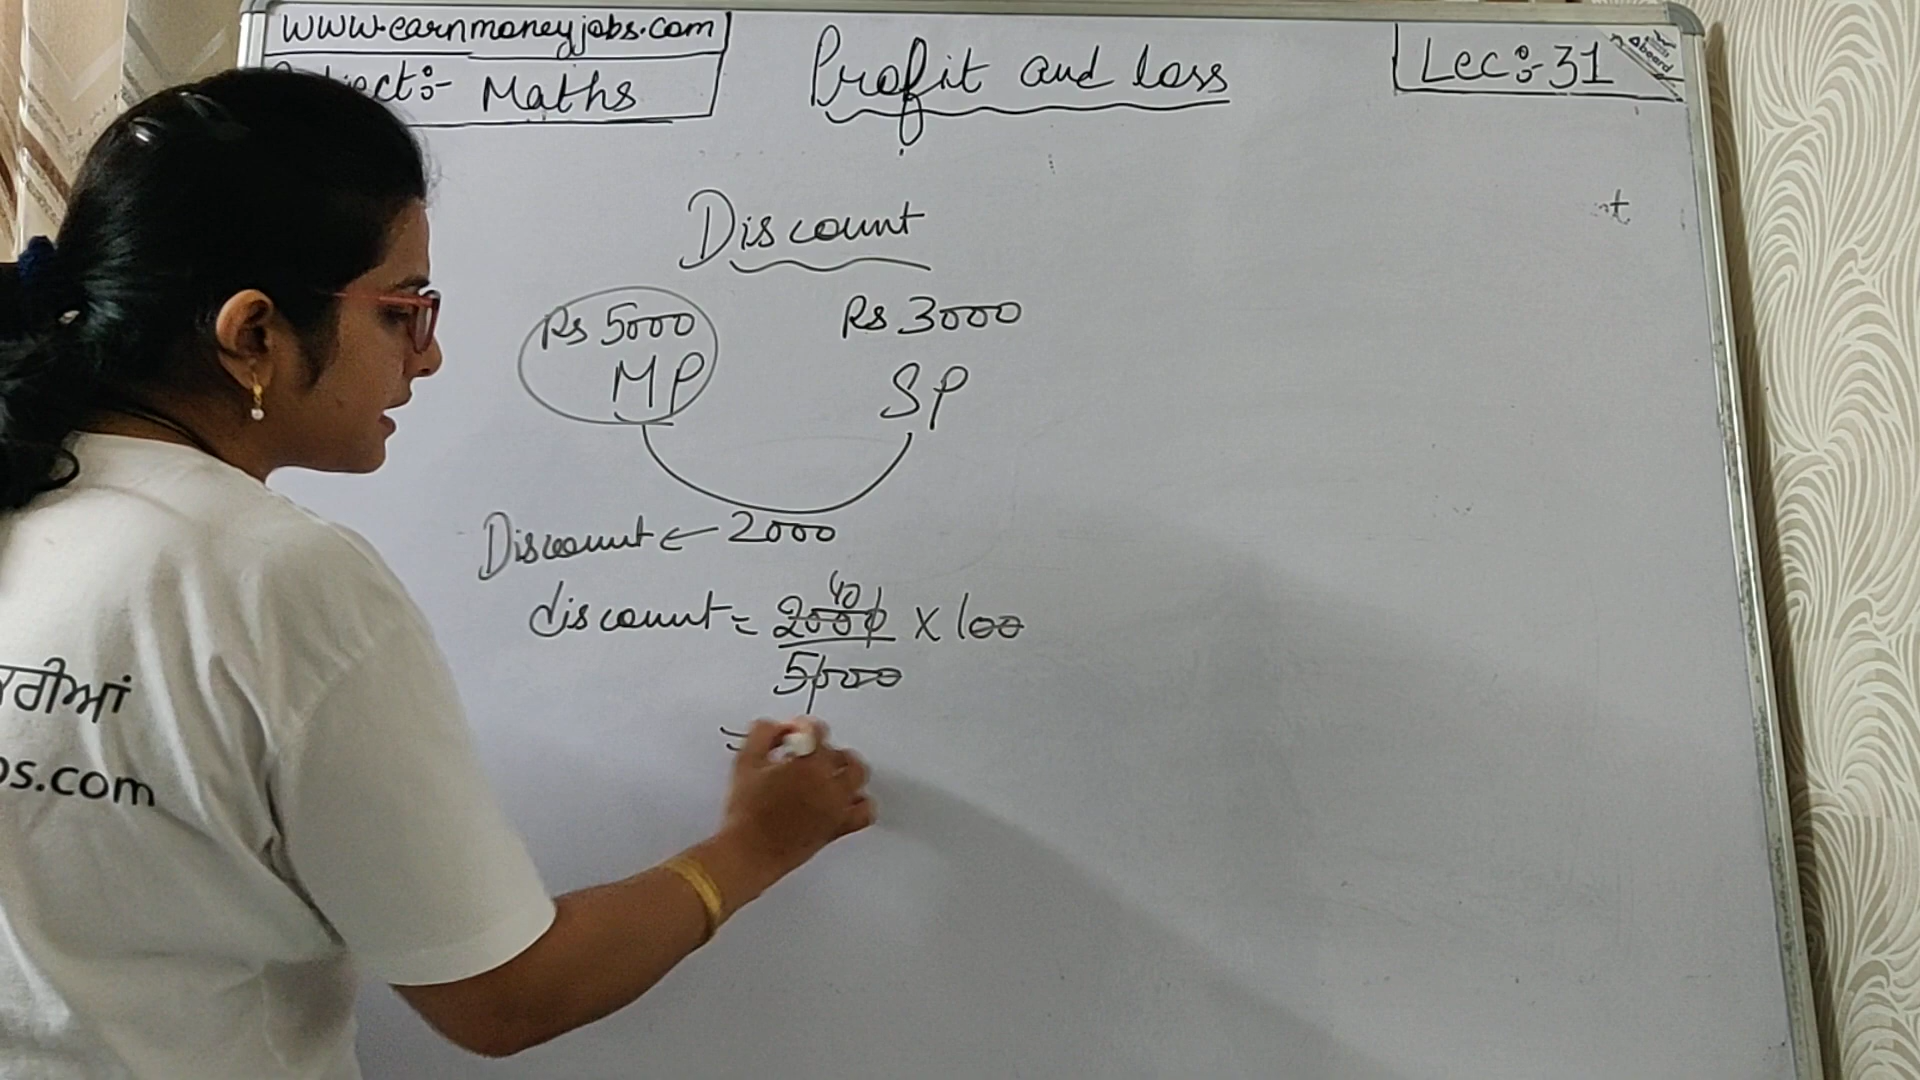 www.earnmoneyjobs.com
ect:- Maths
Profit and loss
Lec:-31
Discount
Rs 5000 Rs 3000
MP SP
Discount ← 2000
40
discount = 2000 × 100
5000
=
s.com